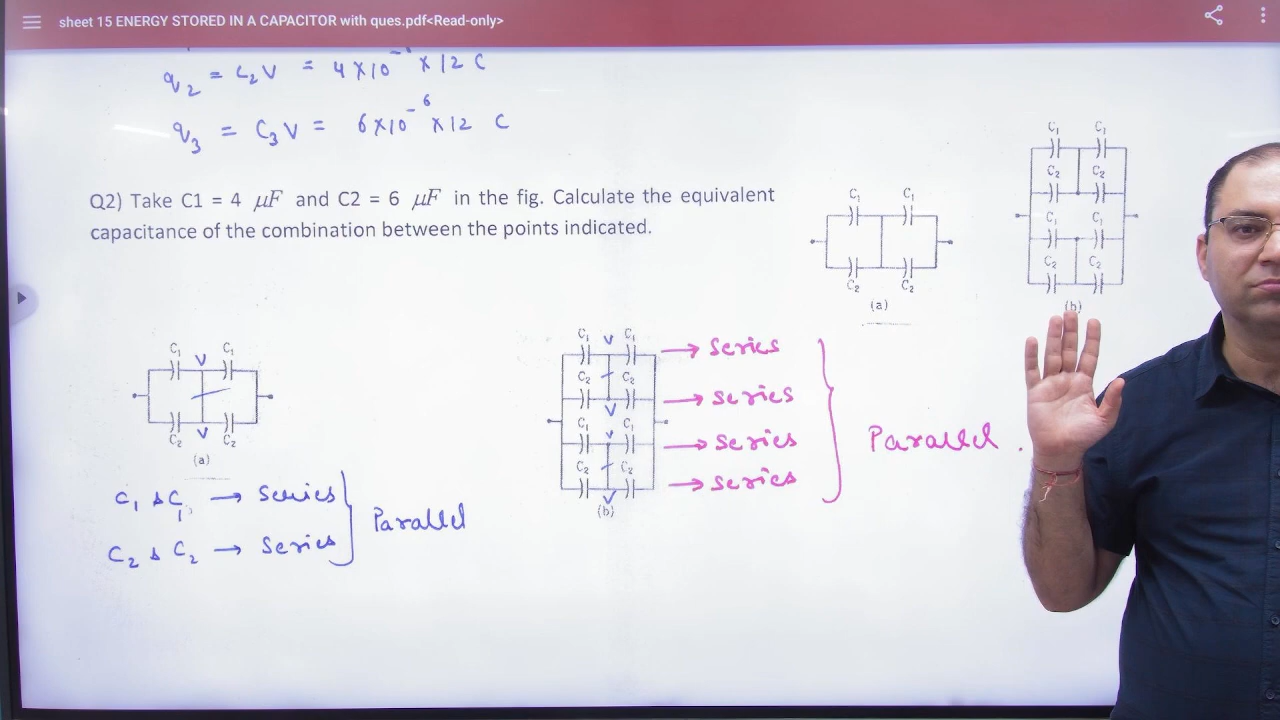 sheet 15 ENERGY STORED IN A CAPACITOR with ques.pdf<Read-only>
q₂ = C₂V = 4×10⁻ ×12 C
q₃ = C₃V = 6×10⁻⁶ ×12 C
Q2) Take C1 = 4 μF and C2 = 6 μF in the fig. Calculate the equivalent
capacitance of the combination between the points indicated.
C₁ C₁
C₂ C₂
(a)
C₁ C₁
C₂ C₂
C₁ C₁
C₂ C₂
(b)
C₁ V C₁
C₂ V C₂
(a)
C₁ & C₁ → Series
C₂ & C₂ → Series
Parallel
C₁ V C₁ → Series
C₂ C₂ → Series
V
C₁ V C₁ → Series
C₂ C₂ → Series
V
(b)
Parallel.